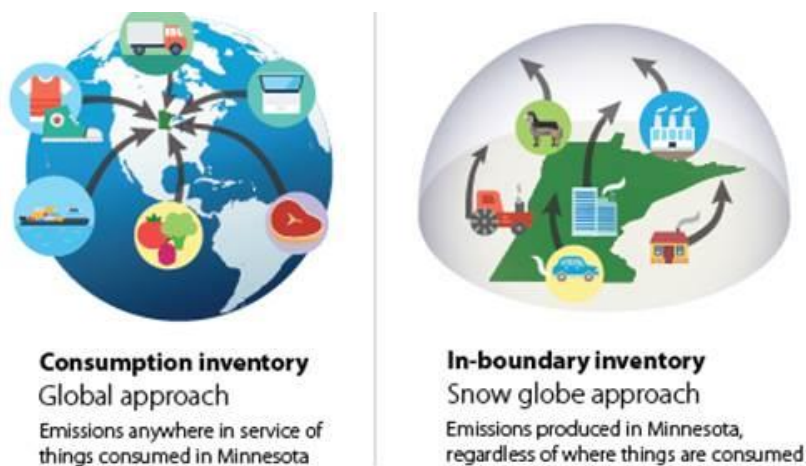 Consumption inventory
Global approach
Emissions anywhere in service of
things consumed in Minnesota
In-boundary inventory
Snow globe approach
Emissions produced in Minnesota,
regardless of where things are consumed